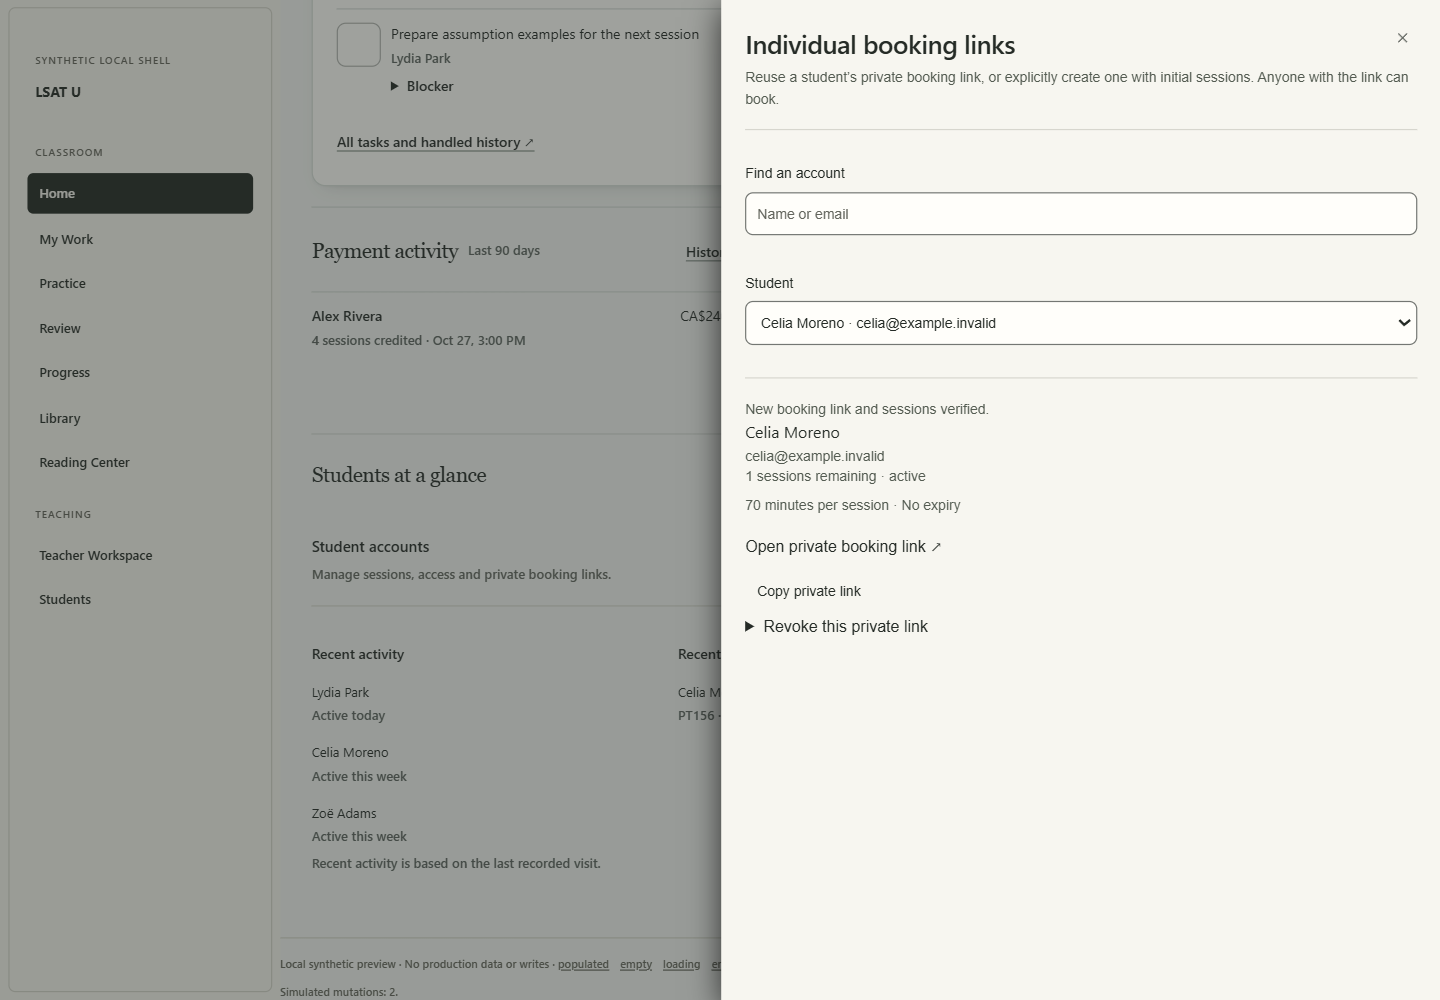 SYNTHETIC LOCAL SHELL
LSAT U
CLASSROOM
Home
My Work
Practice
Review
Progress
Library
Reading Center
TEACHING
Teacher Workspace
Students
Prepare assumption examples for the next session
Lydia Park
▶ Blocker
All tasks and handled history ↗
Payment activity Last 90 days
Histo
Alex Rivera
CA$24
4 sessions credited · Oct 27, 3:00 PM
Students at a glance
Student accounts
Manage sessions, access and private booking links.
Recent activity
Lydia Park
Active today
Celia Moreno
Active this week
Zoë Adams
Active this week
Recent activity is based on the last recorded visit.
Recent
Celia M
PT156 ·
Local synthetic preview · No production data or writes · populated empty loading er
Simulated mutations: 2.
Individual booking links
×
Reuse a student's private booking link, or explicitly create one with initial sessions. Anyone with the link can
book.
Find an account
Name or email
Student
Celia Moreno · celia@example.invalid
New booking link and sessions verified.
Celia Moreno
celia@example.invalid
1 sessions remaining · active
70 minutes per session · No expiry
Open private booking link ↗
Copy private link
▶ Revoke this private link